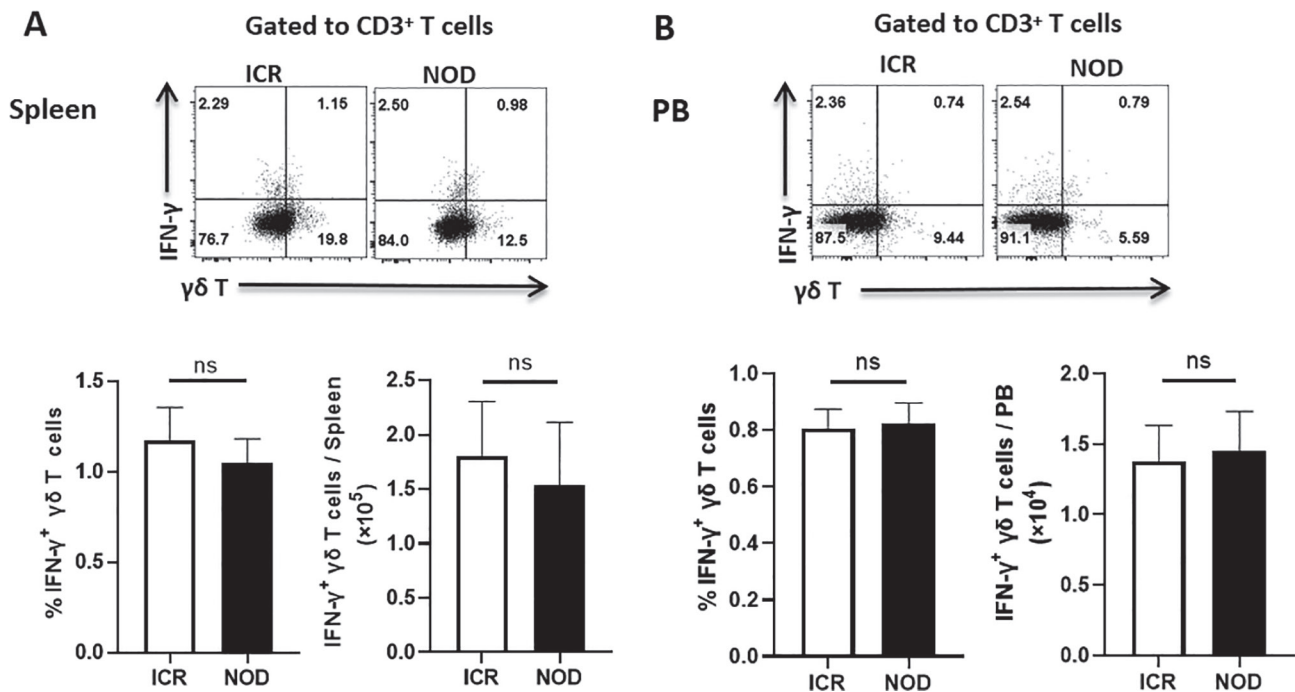 A
Gated to CD3⁺ T cells
ICR
NOD
Spleen
IFN-γ
2.29
1.15
76.7
19.8
2.50
0.98
84.0
12.5
γδ T
% IFN-γ⁺ γδ T cells
1.5
1.0
0.5
0.0
ns
ICR
NOD
IFN-γ⁺ γδ T cells / Spleen
(×10⁵)
2.5
2.0
1.5
1.0
0.5
0.0
ns
ICR
NOD
B
Gated to CD3⁺ T cells
ICR
NOD
PB
IFN-γ
2.36
0.74
87.5
9.44
2.54
0.79
91.1
5.59
γδ T
% IFN-γ⁺ γδ T cells
1.0
0.8
0.6
0.4
0.2
0.0
ns
ICR
NOD
IFN-γ⁺ γδ T cells / PB
(×10⁴)
2.0
1.5
1.0
0.5
0.0
ns
ICR
NOD